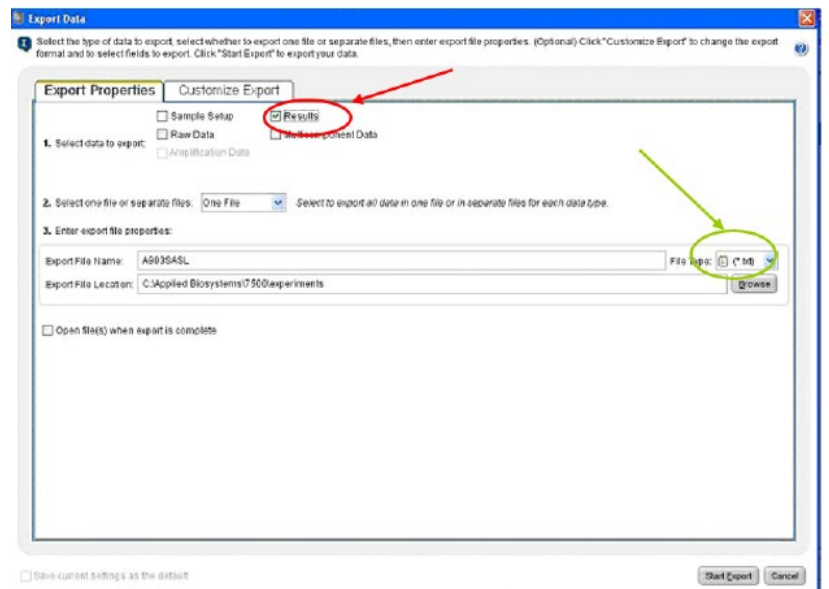 Export Data
Select the type of data to export, select whether to export one file or separate files, then enter export file properties. (Optional) Click "Customize Export" to change the export
format and to select fields to export. Click "Start Export" to export your data.
Export Properties Customize Export
Sample Setup Results
1. Select data to export: Raw Data Multicomponent Data
Amplification Data
2. Select one file or separate files: One File Select to export all data in one file or in separate files for each data type.
3. Enter export file properties:
Export File Name: A903SASL File Type: (*.txt)
Export File Location: C:\Applied Biosystems\7500\experiments Browse
Open file(s) when export is complete
Save current settings as the default
Start Export Cancel